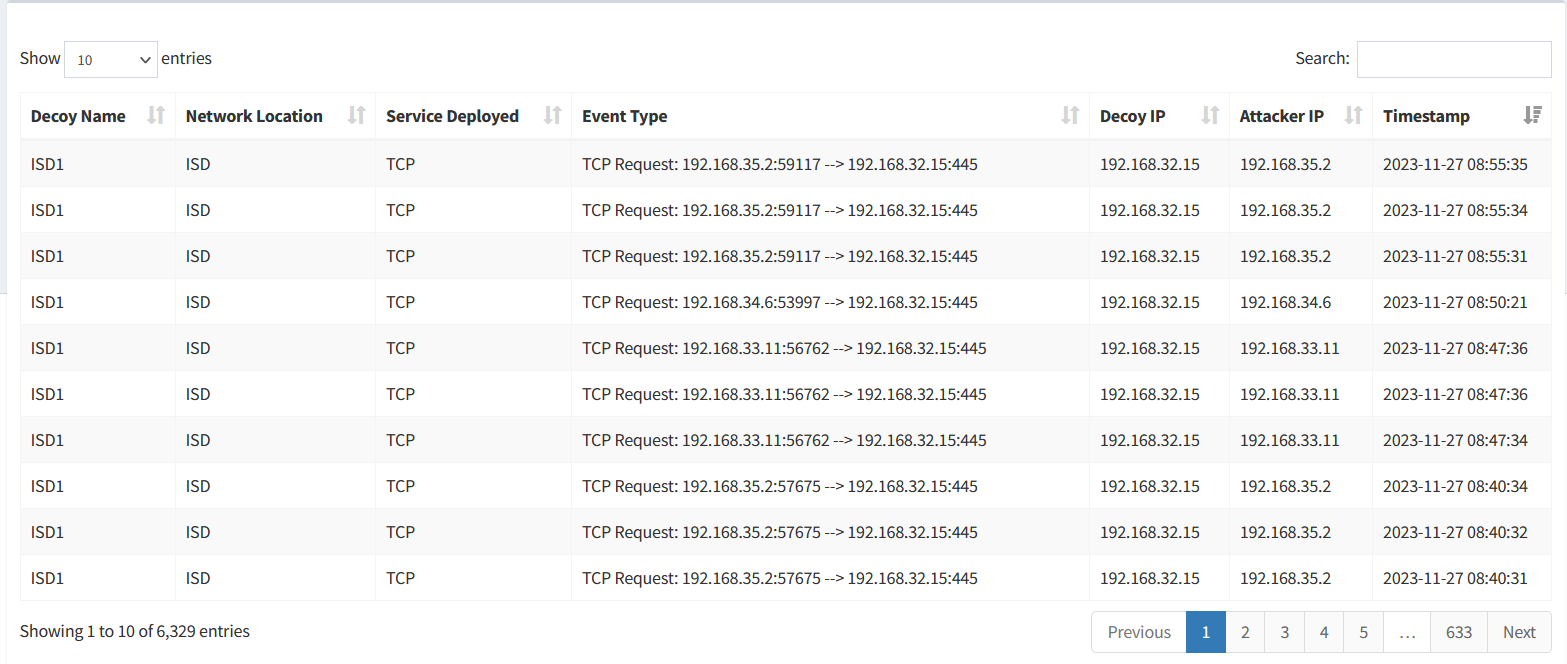 Show 10 entries Search:
Decoy Name Network Location Service Deployed Event Type Decoy IP Attacker IP Timestamp
ISD1 ISD TCP TCP Request: 192.168.35.2:59117 --> 192.168.32.15:445 192.168.32.15 192.168.35.2 2023-11-27 08:55:35
ISD1 ISD TCP TCP Request: 192.168.35.2:59117 --> 192.168.32.15:445 192.168.32.15 192.168.35.2 2023-11-27 08:55:34
ISD1 ISD TCP TCP Request: 192.168.35.2:59117 --> 192.168.32.15:445 192.168.32.15 192.168.35.2 2023-11-27 08:55:31
ISD1 ISD TCP TCP Request: 192.168.34.6:53997 --> 192.168.32.15:445 192.168.32.15 192.168.34.6 2023-11-27 08:50:21
ISD1 ISD TCP TCP Request: 192.168.33.11:56762 --> 192.168.32.15:445 192.168.32.15 192.168.33.11 2023-11-27 08:47:36
ISD1 ISD TCP TCP Request: 192.168.33.11:56762 --> 192.168.32.15:445 192.168.32.15 192.168.33.11 2023-11-27 08:47:36
ISD1 ISD TCP TCP Request: 192.168.33.11:56762 --> 192.168.32.15:445 192.168.32.15 192.168.33.11 2023-11-27 08:47:34
ISD1 ISD TCP TCP Request: 192.168.35.2:57675 --> 192.168.32.15:445 192.168.32.15 192.168.35.2 2023-11-27 08:40:34
ISD1 ISD TCP TCP Request: 192.168.35.2:57675 --> 192.168.32.15:445 192.168.32.15 192.168.35.2 2023-11-27 08:40:32
ISD1 ISD TCP TCP Request: 192.168.35.2:57675 --> 192.168.32.15:445 192.168.32.15 192.168.35.2 2023-11-27 08:40:31
Showing 1 to 10 of 6,329 entries Previous 1 2 3 4 5 ... 633 Next